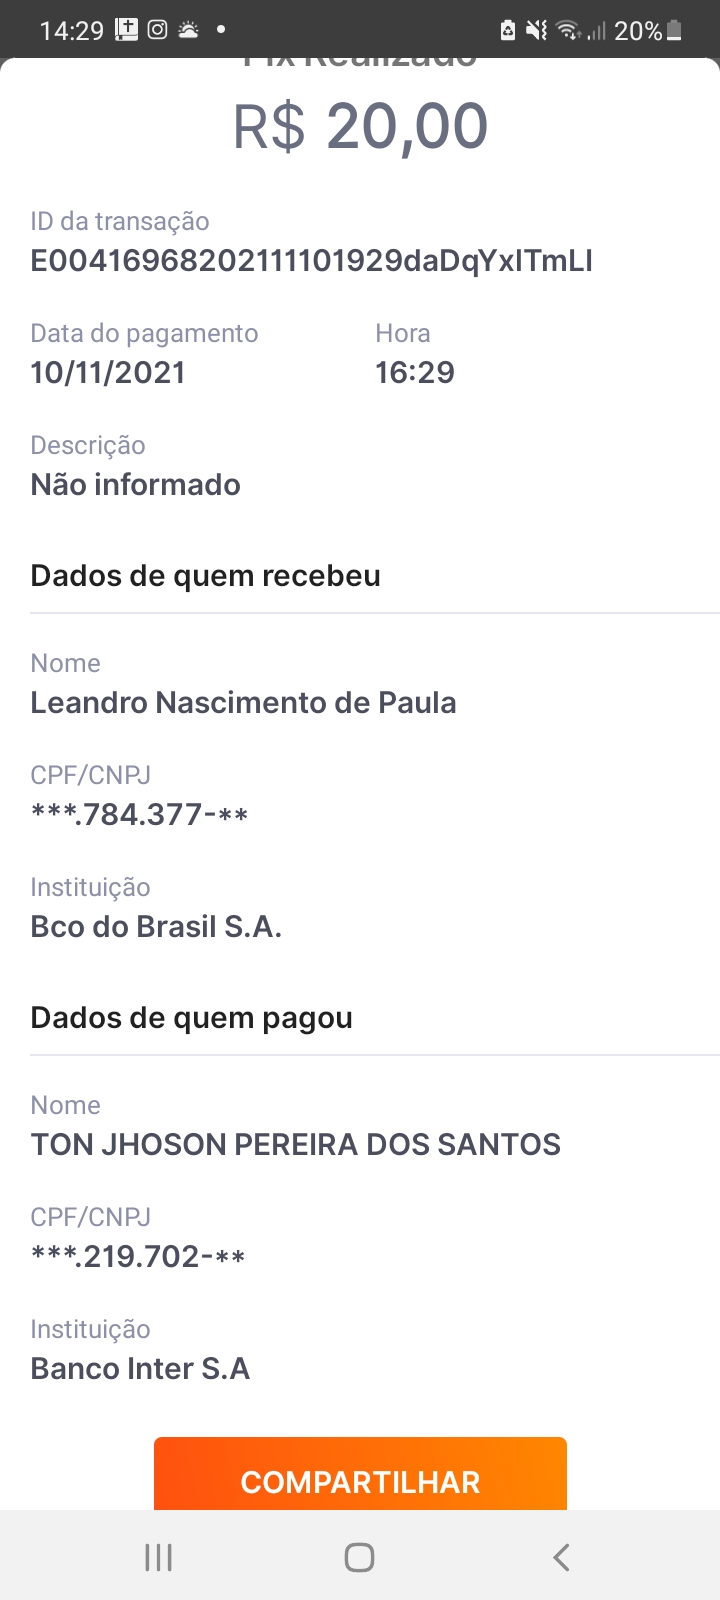 14:29
20%
Pix Realizado
R$ 20,00
ID da transação
E00416968202111101929daDqYxITmLI
Data do pagamento
Hora
10/11/2021
16:29
Descrição
Não informado
Dados de quem recebeu
Nome
Leandro Nascimento de Paula
CPF/CNPJ
***.784.377-**
Instituição
Bco do Brasil S.A.
Dados de quem pagou
Nome
TON JHOSON PEREIRA DOS SANTOS
CPF/CNPJ
***.219.702-**
Instituição
Banco Inter S.A
COMPARTILHAR